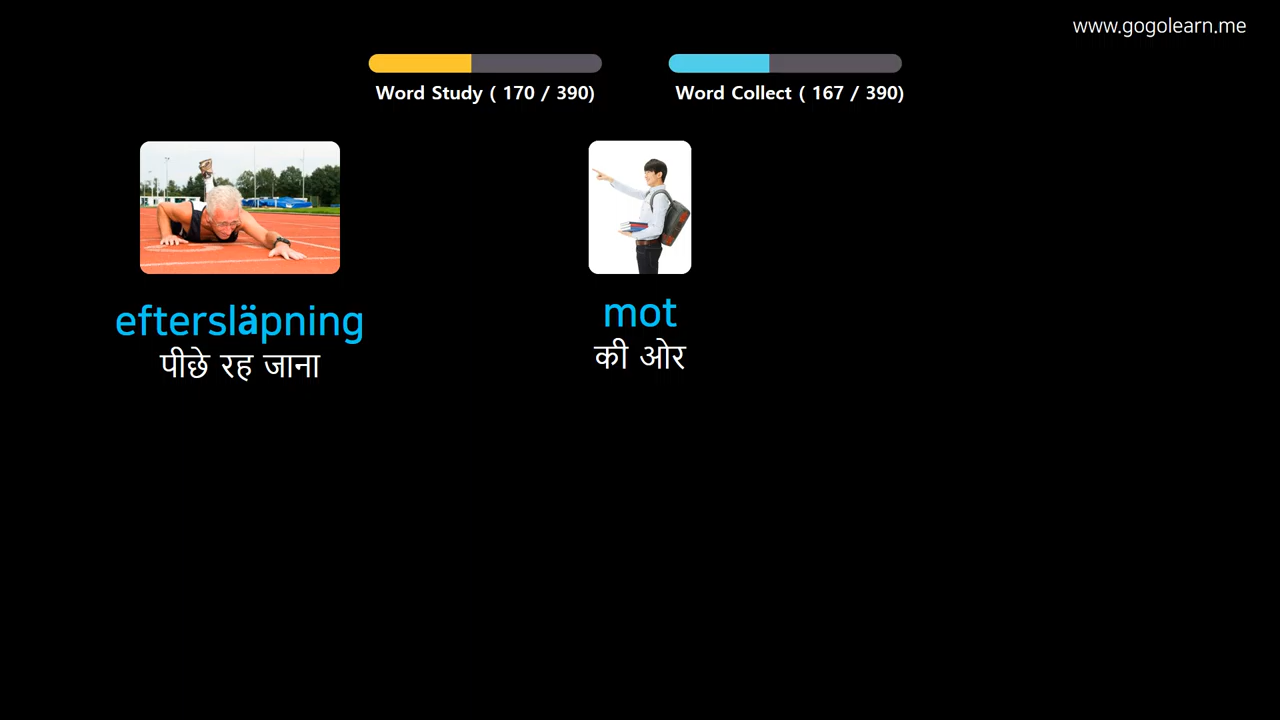 www.gogolearn.me
Word Study ( 170 / 390)
Word Collect ( 167 / 390)
eftersläpning
पीछे रह जाना
mot
की ओर